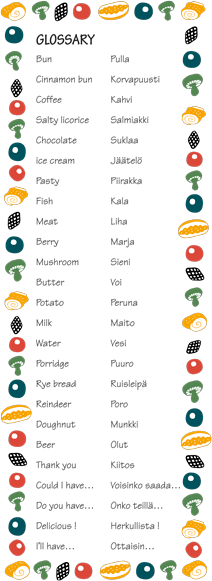 GLOSSARY
Bun Pulla
Cinnamon bun Korvapuusti
Coffee Kahvi
Salty licorice Salmiakki
Chocolate Suklaa
ice cream Jäätelö
Pasty Piirakka
Fish Kala
Meat Liha
Berry Marja
Mushroom Sieni
Butter Voi
Potato Peruna
Milk Maito
Water Vesi
Porridge Puuro
Rye bread Ruisleipä
Reindeer Poro
Doughnut Munkki
Beer Olut
Thank you Kiitos
Could I have... Voisinko saada...
Do you have... Onko teillä...
Delicious ! Herkullista !
I'll have... Ottaisin...